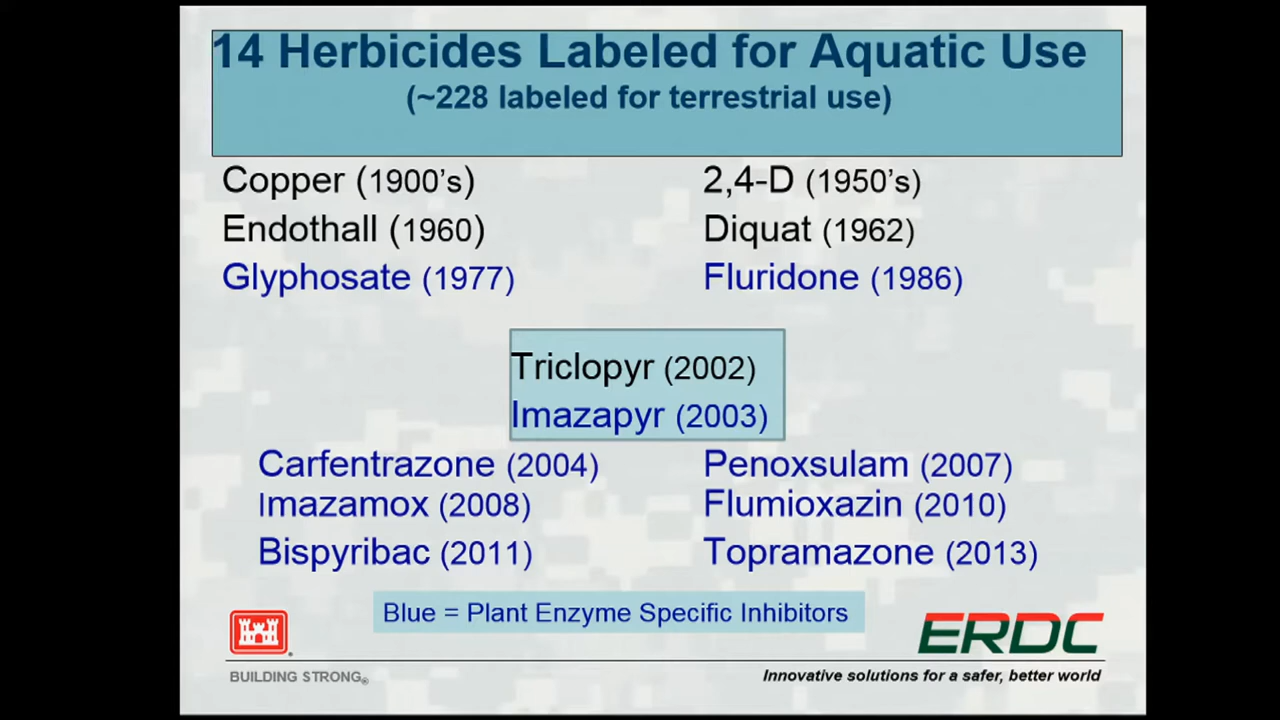 14 Herbicides Labeled for Aquatic Use
(~228 labeled for terrestrial use)
Copper (1900's)
2,4-D (1950's)
Endothall (1960)
Diquat (1962)
Glyphosate (1977)
Fluridone (1986)
Triclopyr (2002)
Imazapyr (2003)
Carfentrazone (2004)
Penoxsulam (2007)
Imazamox (2008)
Flumioxazin (2010)
Bispyribac (2011)
Topramazone (2013)
Blue = Plant Enzyme Specific Inhibitors
ERDC
BUILDING STRONG®
Innovative solutions for a safer, better world